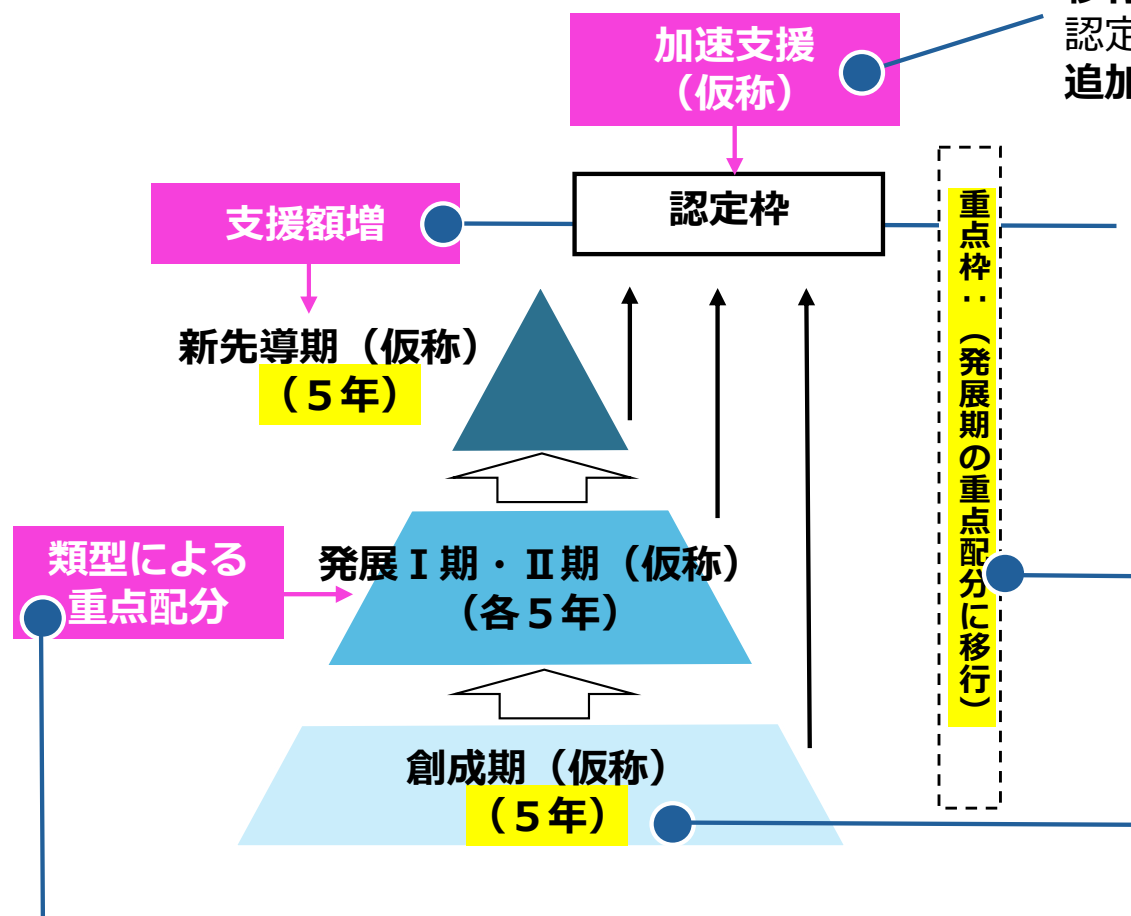 加速支援
（仮称）
認定
追加
支援額増
認定枠
新先導期（仮称）
（５年）
重点枠：（発展期の重点配分に移行）
類型による
重点配分
発展Ⅰ期・Ⅱ期（仮称）
（各５年）
創成期（仮称）
（５年）